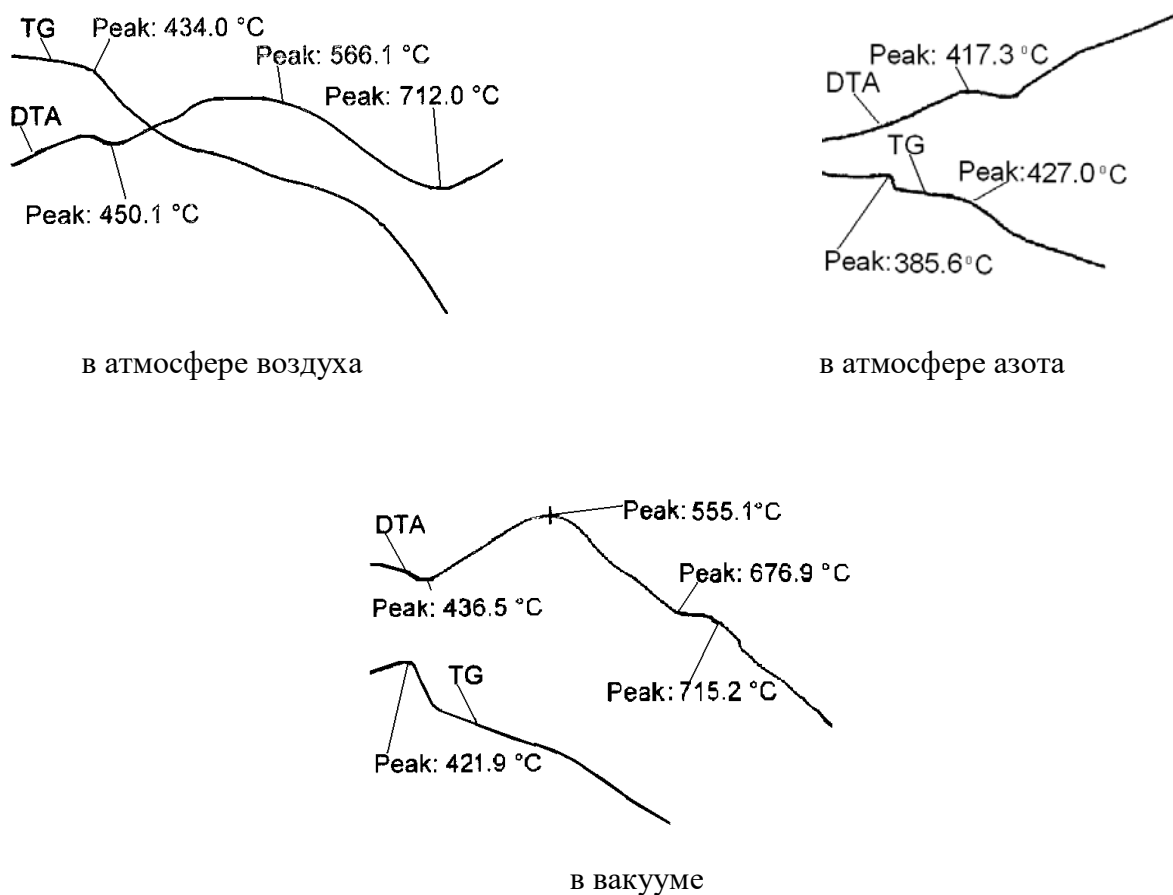 TG
Peak: 434.0 °C
Peak: 566.1 °C
Peak: 712.0 °C
DTA
Peak: 450.1 °C
в атмосфере воздуха
Peak: 417.3 °C
DTA
TG
Peak: 427.0 °C
Peak: 385.6 °C
в атмосфере азота
Peak: 555.1°C
DTA
Peak: 676.9 °C
Peak: 436.5 °C
TG
Peak: 715.2 °C
Peak: 421.9 °C
в вакууме